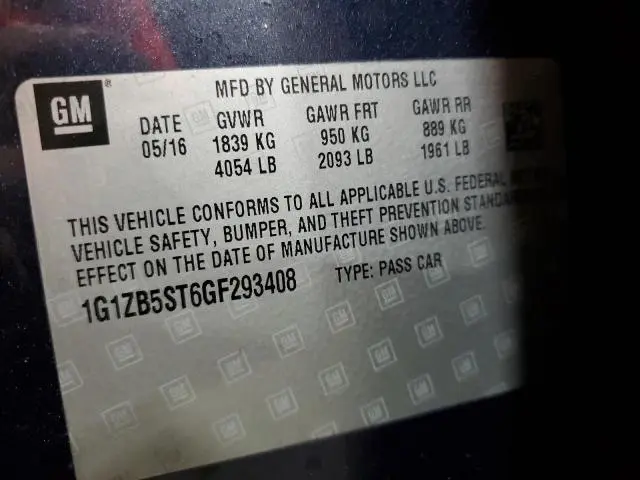 GM
MFD BY GENERAL MOTORS LLC
DATE GVWR GAWR FRT GAWR RR
05/16 1839 KG 950 KG 889 KG
4054 LB 2093 LB 1961 LB
THIS VEHICLE CONFORMS TO ALL APPLICABLE U.S. FEDERAL
VEHICLE SAFETY, BUMPER, AND THEFT PREVENTION
EFFECT ON THE DATE OF MANUFACTURE SHOWN ABOVE.
1G1ZB5ST6GF293408 TYPE: PASS CAR